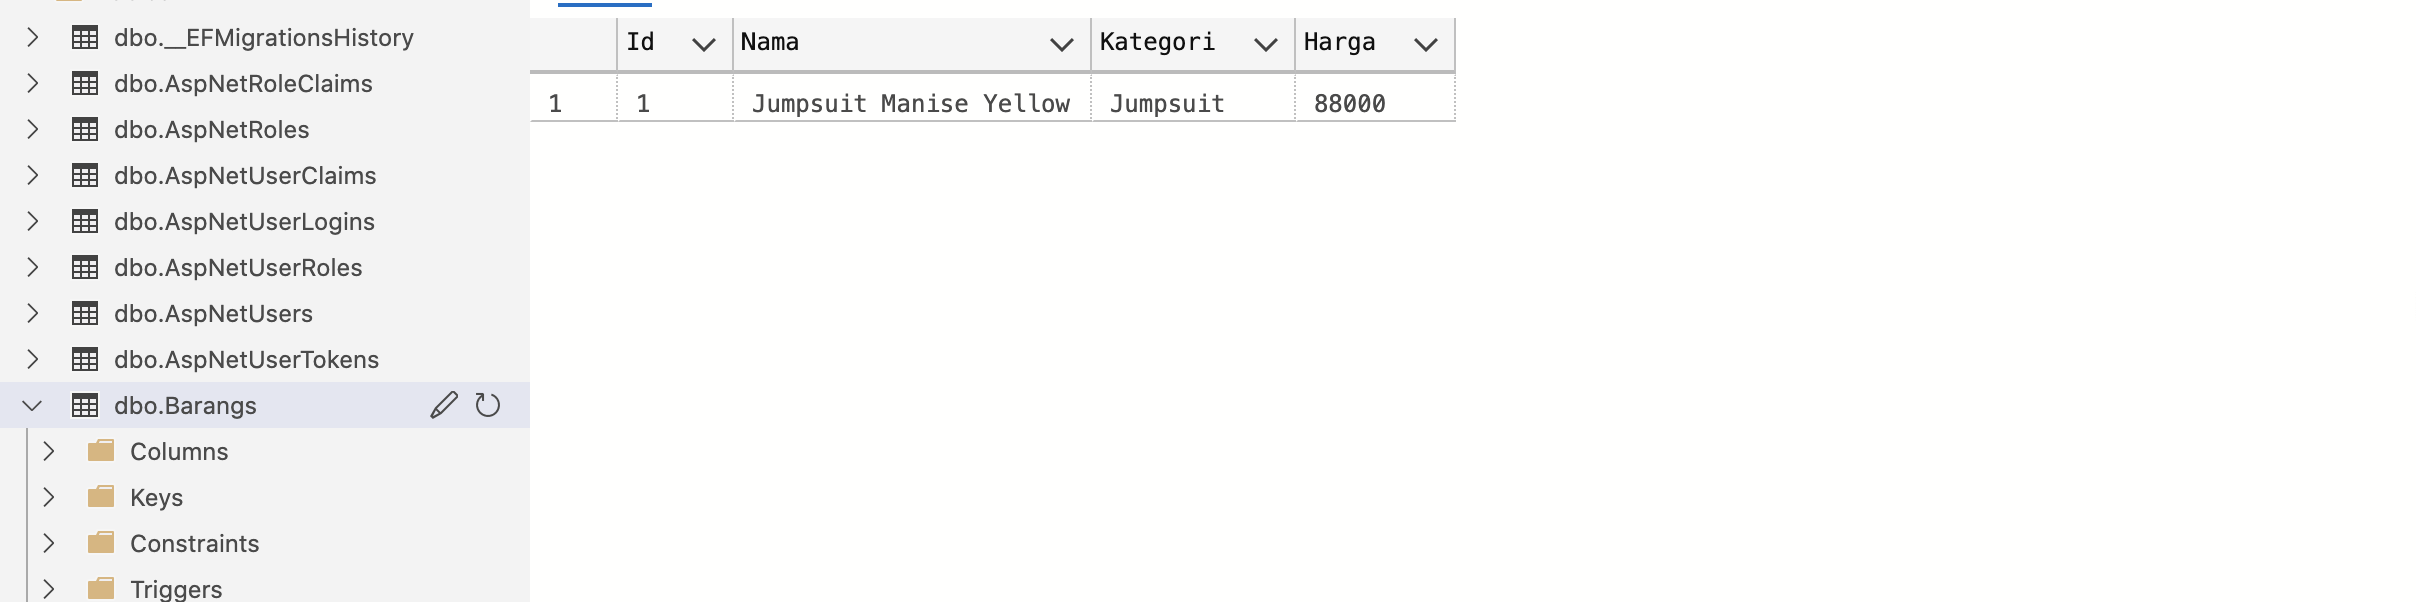 dbo.__EFMigrationsHistory
dbo.AspNetRoleClaims
dbo.AspNetRoles
dbo.AspNetUserClaims
dbo.AspNetUserLogins
dbo.AspNetUserRoles
dbo.AspNetUsers
dbo.AspNetUserTokens
dbo.Barangs
Columns
Keys
Constraints
Triggers
Id Nama Kategori Harga
1 1 Jumpsuit Manise Yellow Jumpsuit 88000